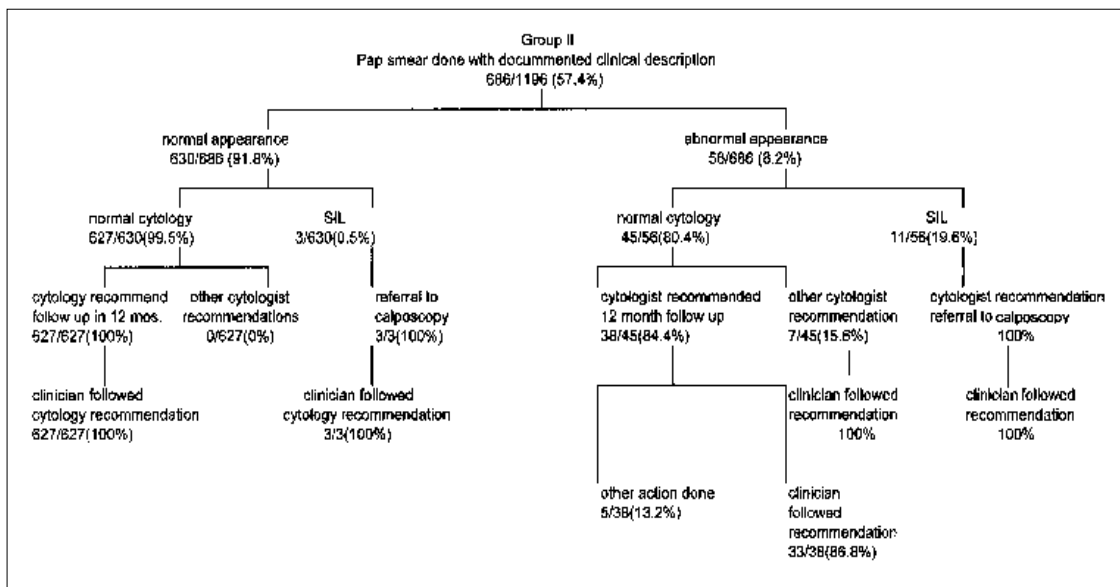 Group II
Pap smear done with docummented clinical description
686/1196 (57.4%)
normal appearance
630/686 (91.8%)
abnormal appearance
56/686 (8.2%)
normal cytology
627/630(99.5%)
SIL
3/630(0.5%)
normal cytology
45/56(80.4%)
SIL
11/56(19.6%)
cytology recommend
follow up in 12 mos.
627/627(100%)
other cytologist
recommendations
0/627(0%)
referral to
calposcopy
3/3(100%)
cytologist recommended
12 month follow up
38/45(84.4%)
other cytologist
recommendation
7/45(15.6%)
cytologist recommendation
referral to calposcopy
100%
clinician followed
cytology recommendation
627/627(100%)
clinician followed
cytology recommendation
3/3(100%)
clinician followed
recommendation
100%
clinician followed
recommendation
100%
other action done
5/38(13.2%)
clinician
followed
recommendation
33/38(86.8%)